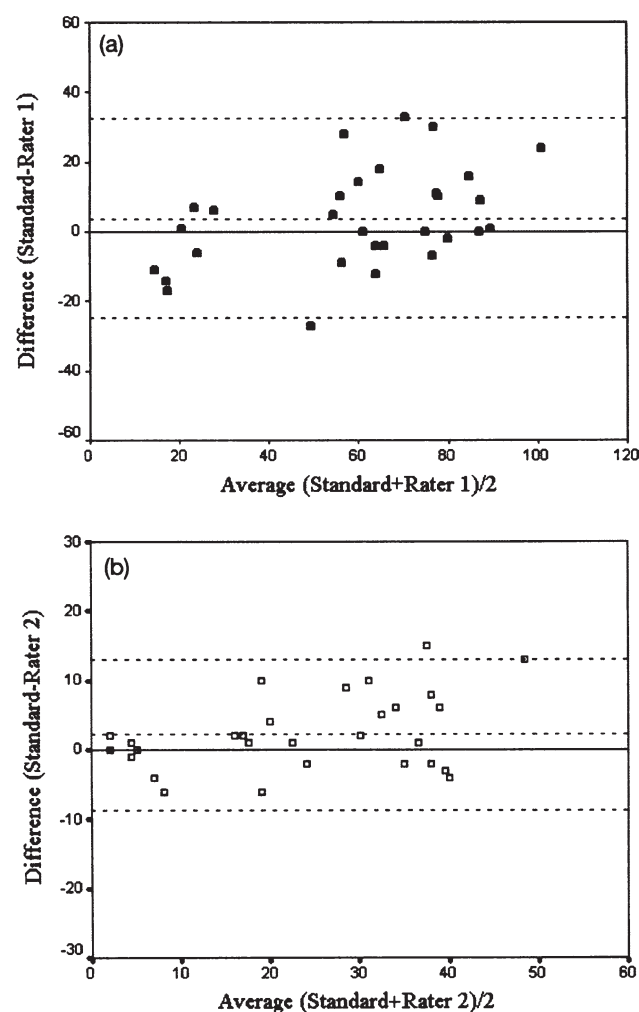 (a)
60
40
20
0
-20
-40
-60
Difference (Standard-Rater 1)
0 20 40 60 80 100 120
Average (Standard+Rater 1)/2
(b)
30
20
10
0
-10
-20
-30
Difference (Standard-Rater 2)
0 10 20 30 40 50 60
Average (Standard+Rater 2)/2